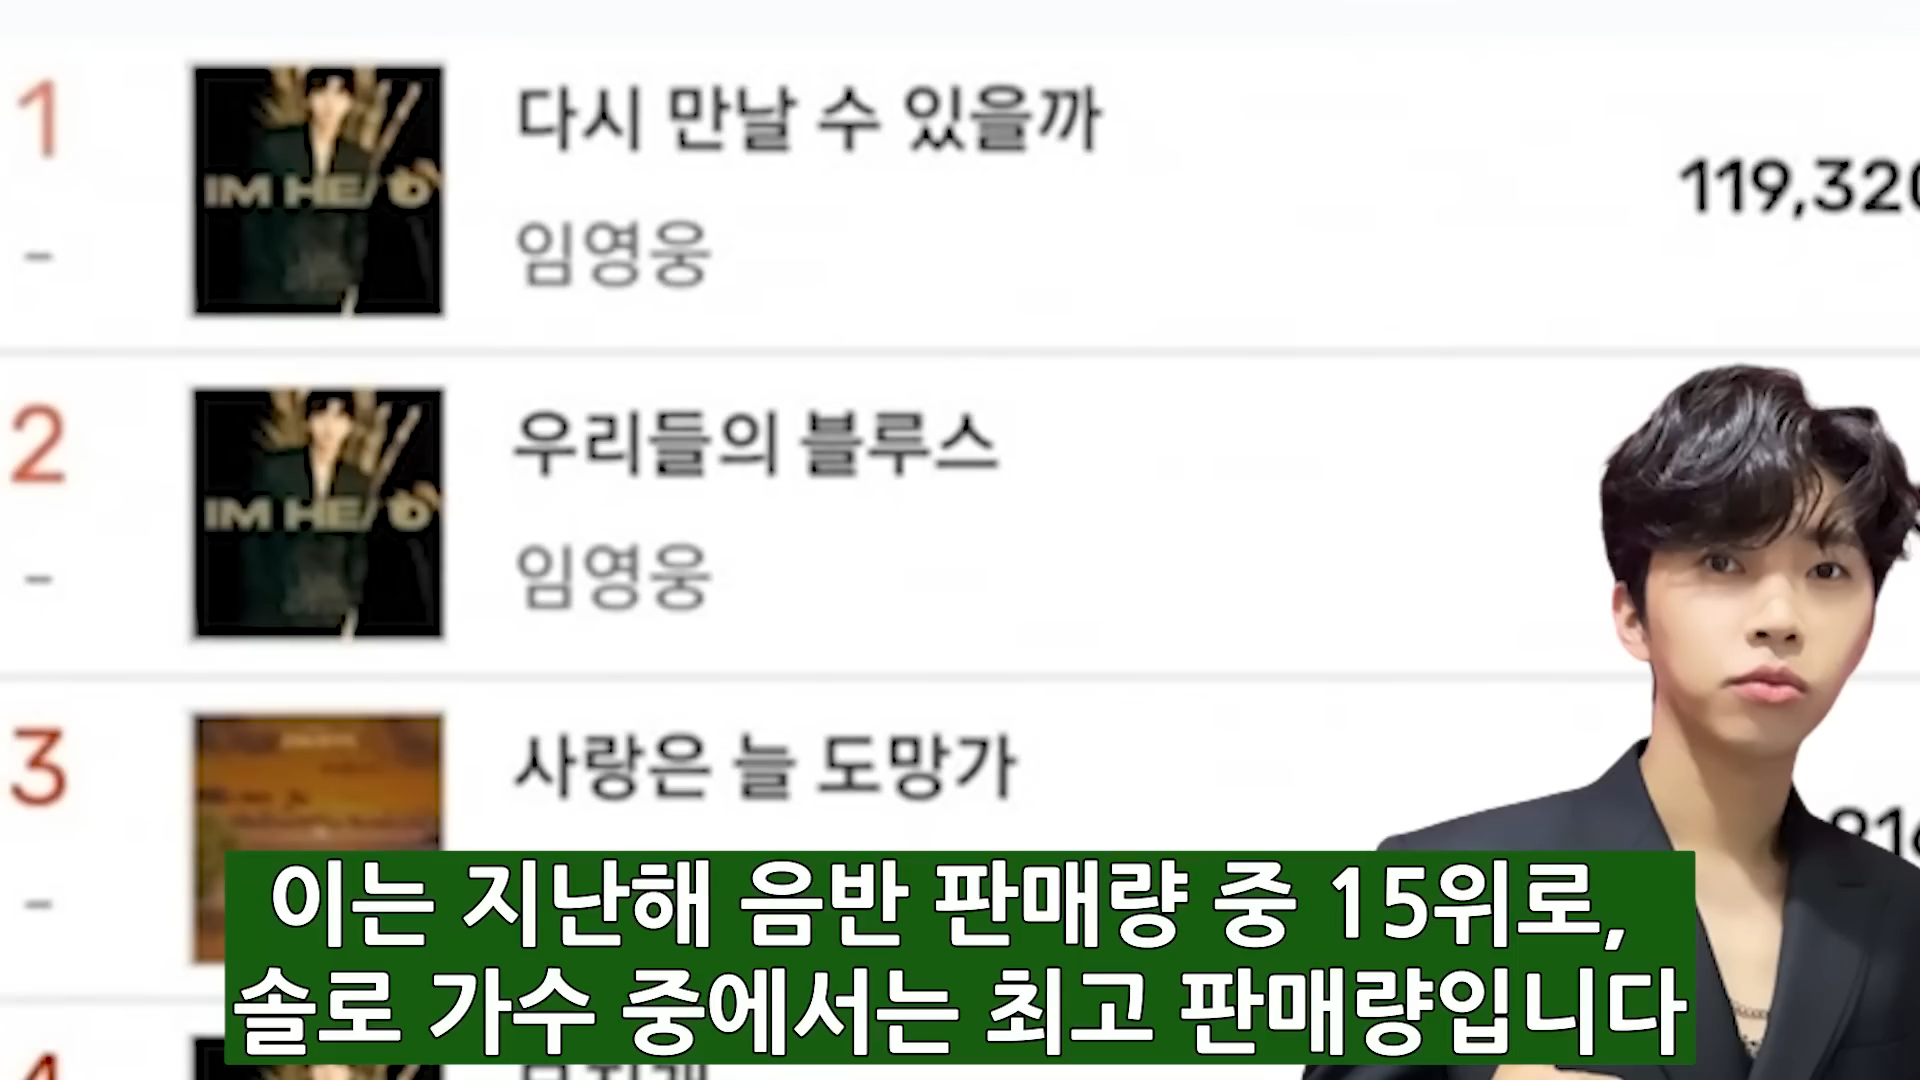 1
다시 만날 수 있을까
119,320
임영웅
-
IM HERO
2
우리들의 블루스
임영웅
-
IM HERO
3
사랑은 늘 도망가
-
이는 지난해 음반 판매량 중 15위로,
솔로 가수 중에서는 최고 판매량입니다
4